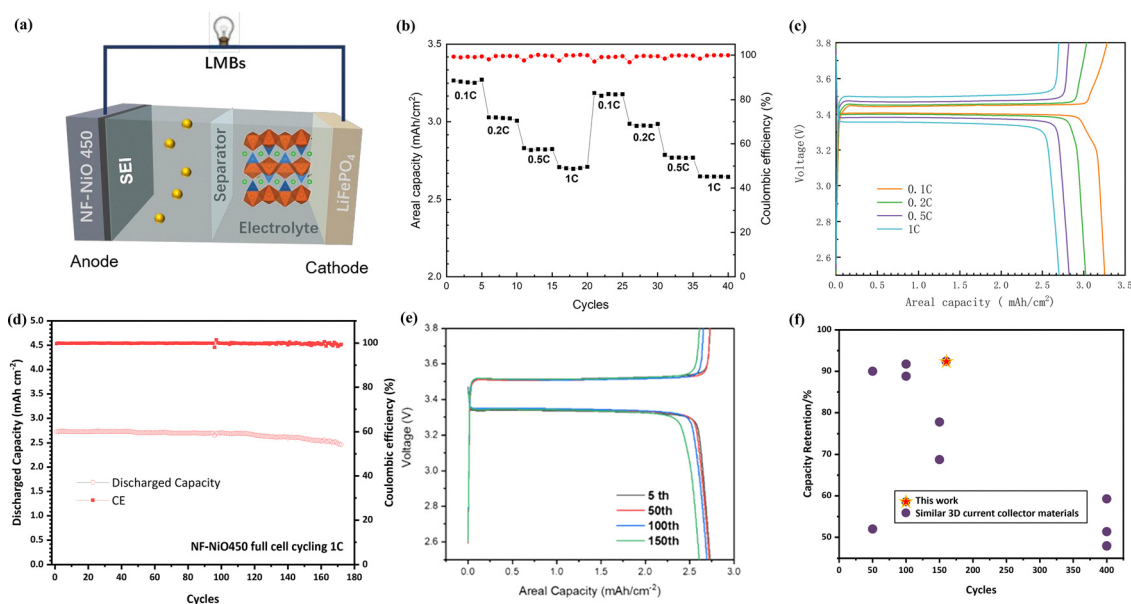 (a)
LMBs
NF-NiO 450
SEI
Separator
Electrolyte
LiFePO4
Anode
Cathode
(b)
3.5
3.0
2.5
2.0
Areal capacity (mAh/cm²)
0.1C
0.2C
0.5C
1C
0.1C
0.2C
0.5C
1C
100
80
60
40
20
0
Coulombic efficiency (%)
0 5 10 15 20 25 30 35 40
Cycles
(c)
3.8
3.6
3.4
3.2
3.0
2.8
2.6
Voltage(V)
0.1C
0.2C
0.5C
1C
0.0 0.5 1.0 1.5 2.0 2.5 3.0 3.5
Areal capacity ( mAh/cm²)
(d)
5.0
4.5
4.0
3.5
3.0
2.5
2.0
1.5
1.0
0.5
0.0
Discharged Capacity (mAh cm⁻²)
Discharged Capacity
CE
NF-NiO450 full cell cycling 1C
100
80
60
40
20
0
Coulombic efficiency (%)
0 20 40 60 80 100 120 140 160 180
Cycles
(e)
3.8
3.6
3.4
3.2
3.0
2.8
2.6
Voltage (V)
5 th
50th
100th
150th
0.0 0.5 1.0 1.5 2.0 2.5 3.0
Areal Capacity (mAh/cm⁻²)
(f)
100
90
80
70
60
50
Capacity Retention/%
This work
Similar 3D current collector materials
0 50 100 150 200 250 300 350 400
Cycles